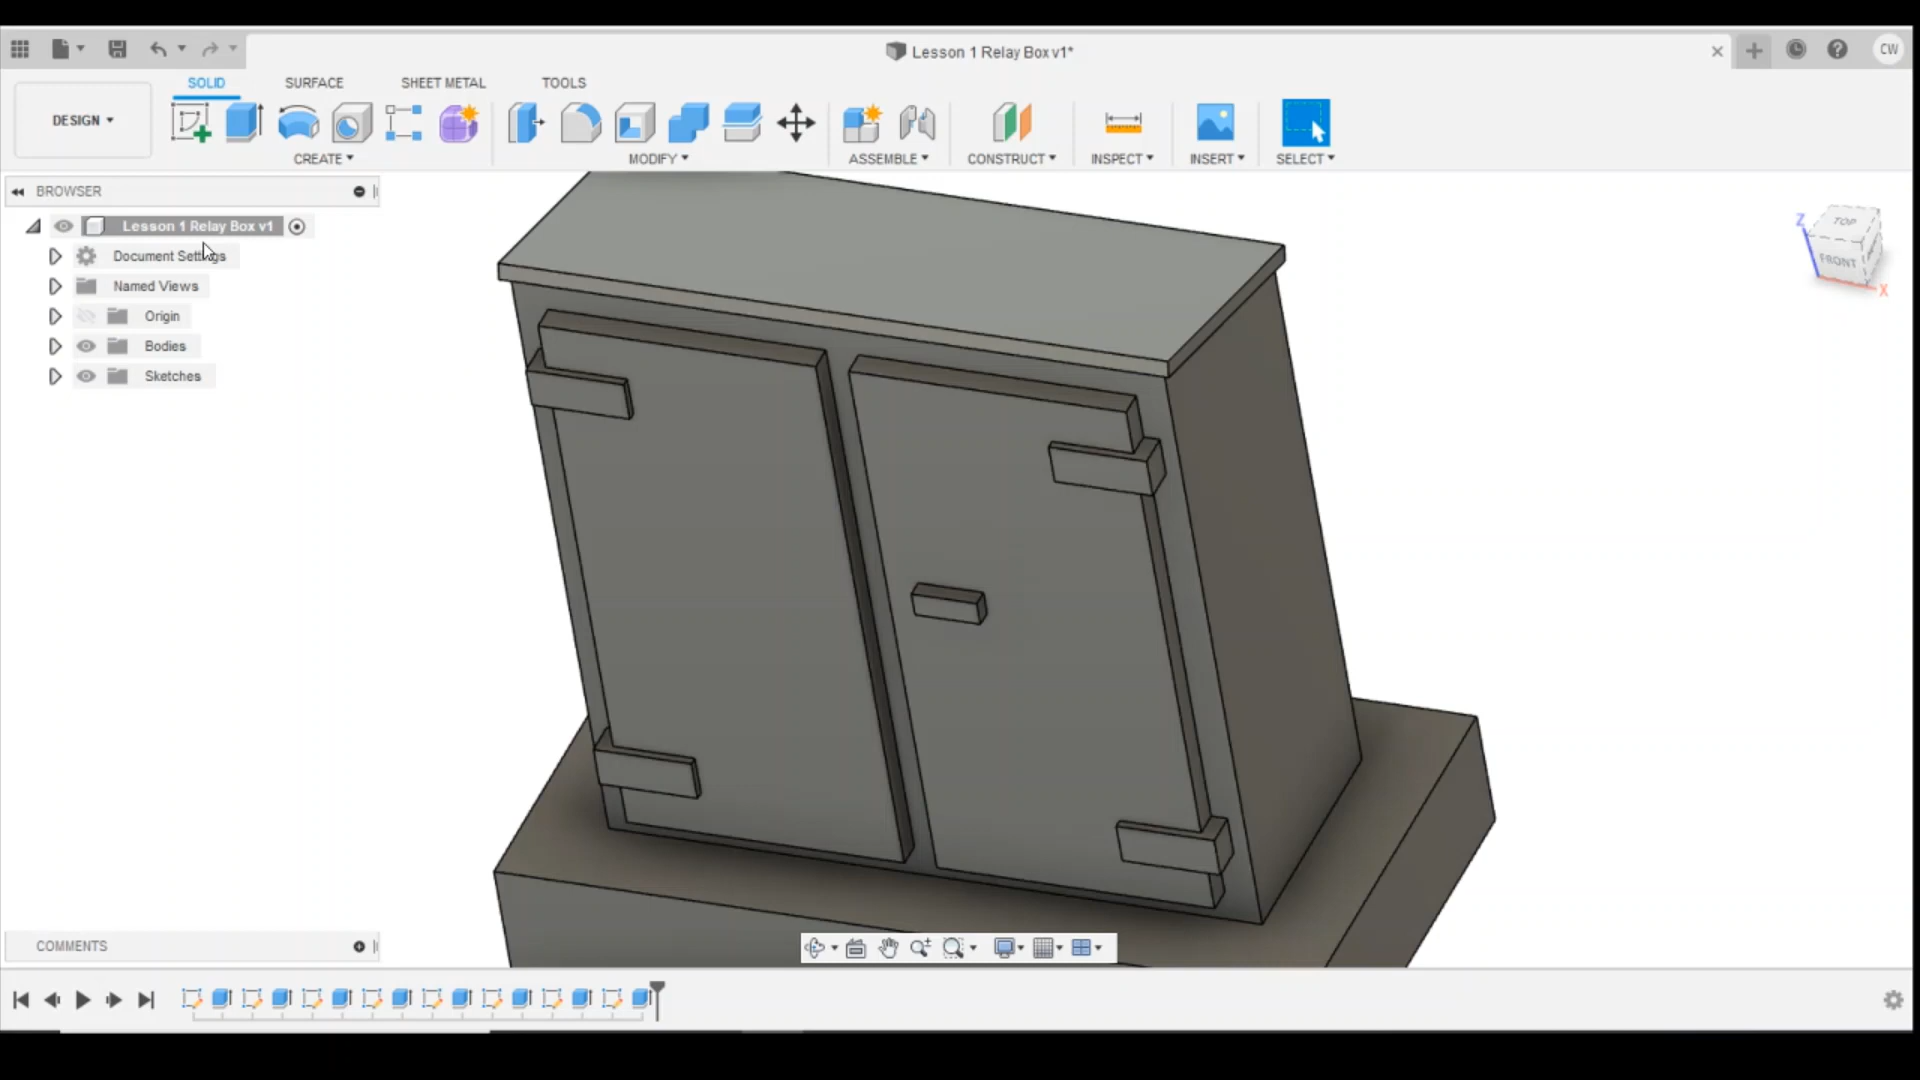 Lesson 1 Relay Box v1*
CW
SOLID SURFACE SHEET METAL TOOLS
DESIGN
CREATE MODIFY ASSEMBLE CONSTRUCT INSPECT INSERT SELECT
BROWSER
Lesson 1 Relay Box v1
Document Settings
Named Views
Origin
Bodies
Sketches
TOP
FRONT
Z
X
COMMENTS